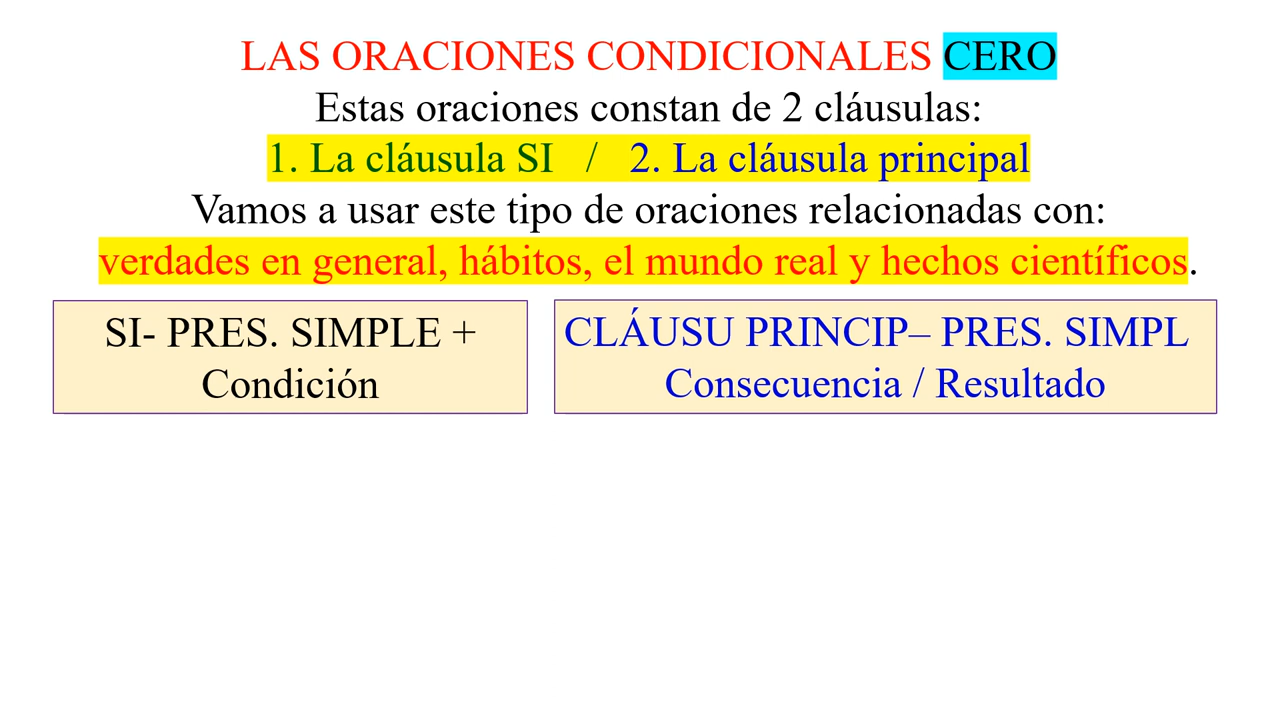 LAS ORACIONES CONDICIONALES CERO
Estas oraciones constan de 2 cláusulas:
1. La cláusula SI / 2. La cláusula principal
Vamos a usar este tipo de oraciones relacionadas con:
verdades en general, hábitos, el mundo real y hechos científicos.
SI- PRES. SIMPLE +
Condición
CLÁUSU PRINCIP– PRES. SIMPL
Consecuencia / Resultado